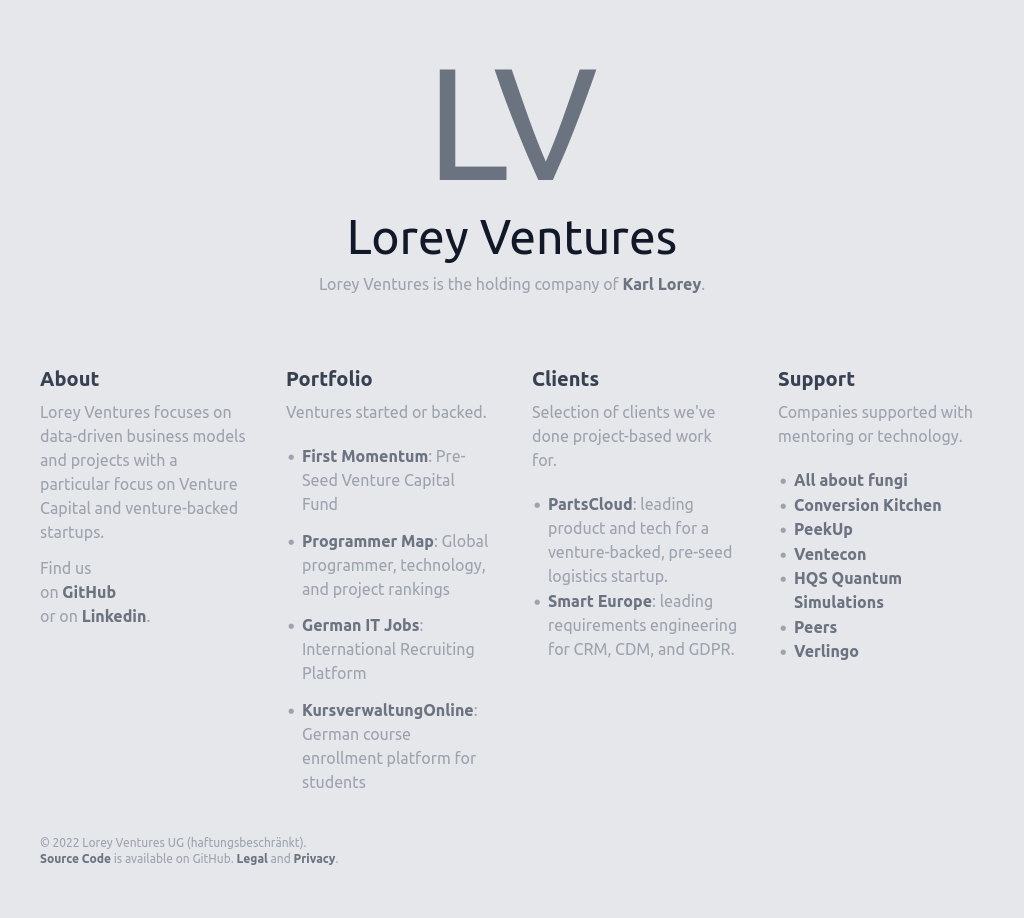 LV
Lorey Ventures
Lorey Ventures is the holding company of Karl Lorey.
About
Lorey Ventures focuses on
data-driven business models
and projects with a
particular focus on Venture
Capital and venture-backed
startups.
Find us
on GitHub
or on Linkedin.
Portfolio
Ventures started or backed.
• First Momentum: Pre-
Seed Venture Capital
Fund
• Programmer Map: Global
programmer, technology,
and project rankings
• German IT Jobs:
International Recruiting
Platform
• KursverwaltungOnline:
German course
enrollment platform for
students
Clients
Selection of clients we've
done project-based work
for.
• PartsCloud: leading
product and tech for a
venture-backed, pre-seed
logistics startup.
• Smart Europe: leading
requirements engineering
for CRM, CDM, and GDPR.
Support
Companies supported with
mentoring or technology.
• All about fungi
• Conversion Kitchen
• PeekUp
• Ventecon
• HQS Quantum
Simulations
• Peers
• Verlingo
© 2022 Lorey Ventures UG (haftungsbeschränkt).
Source Code is available on GitHub. Legal and Privacy.